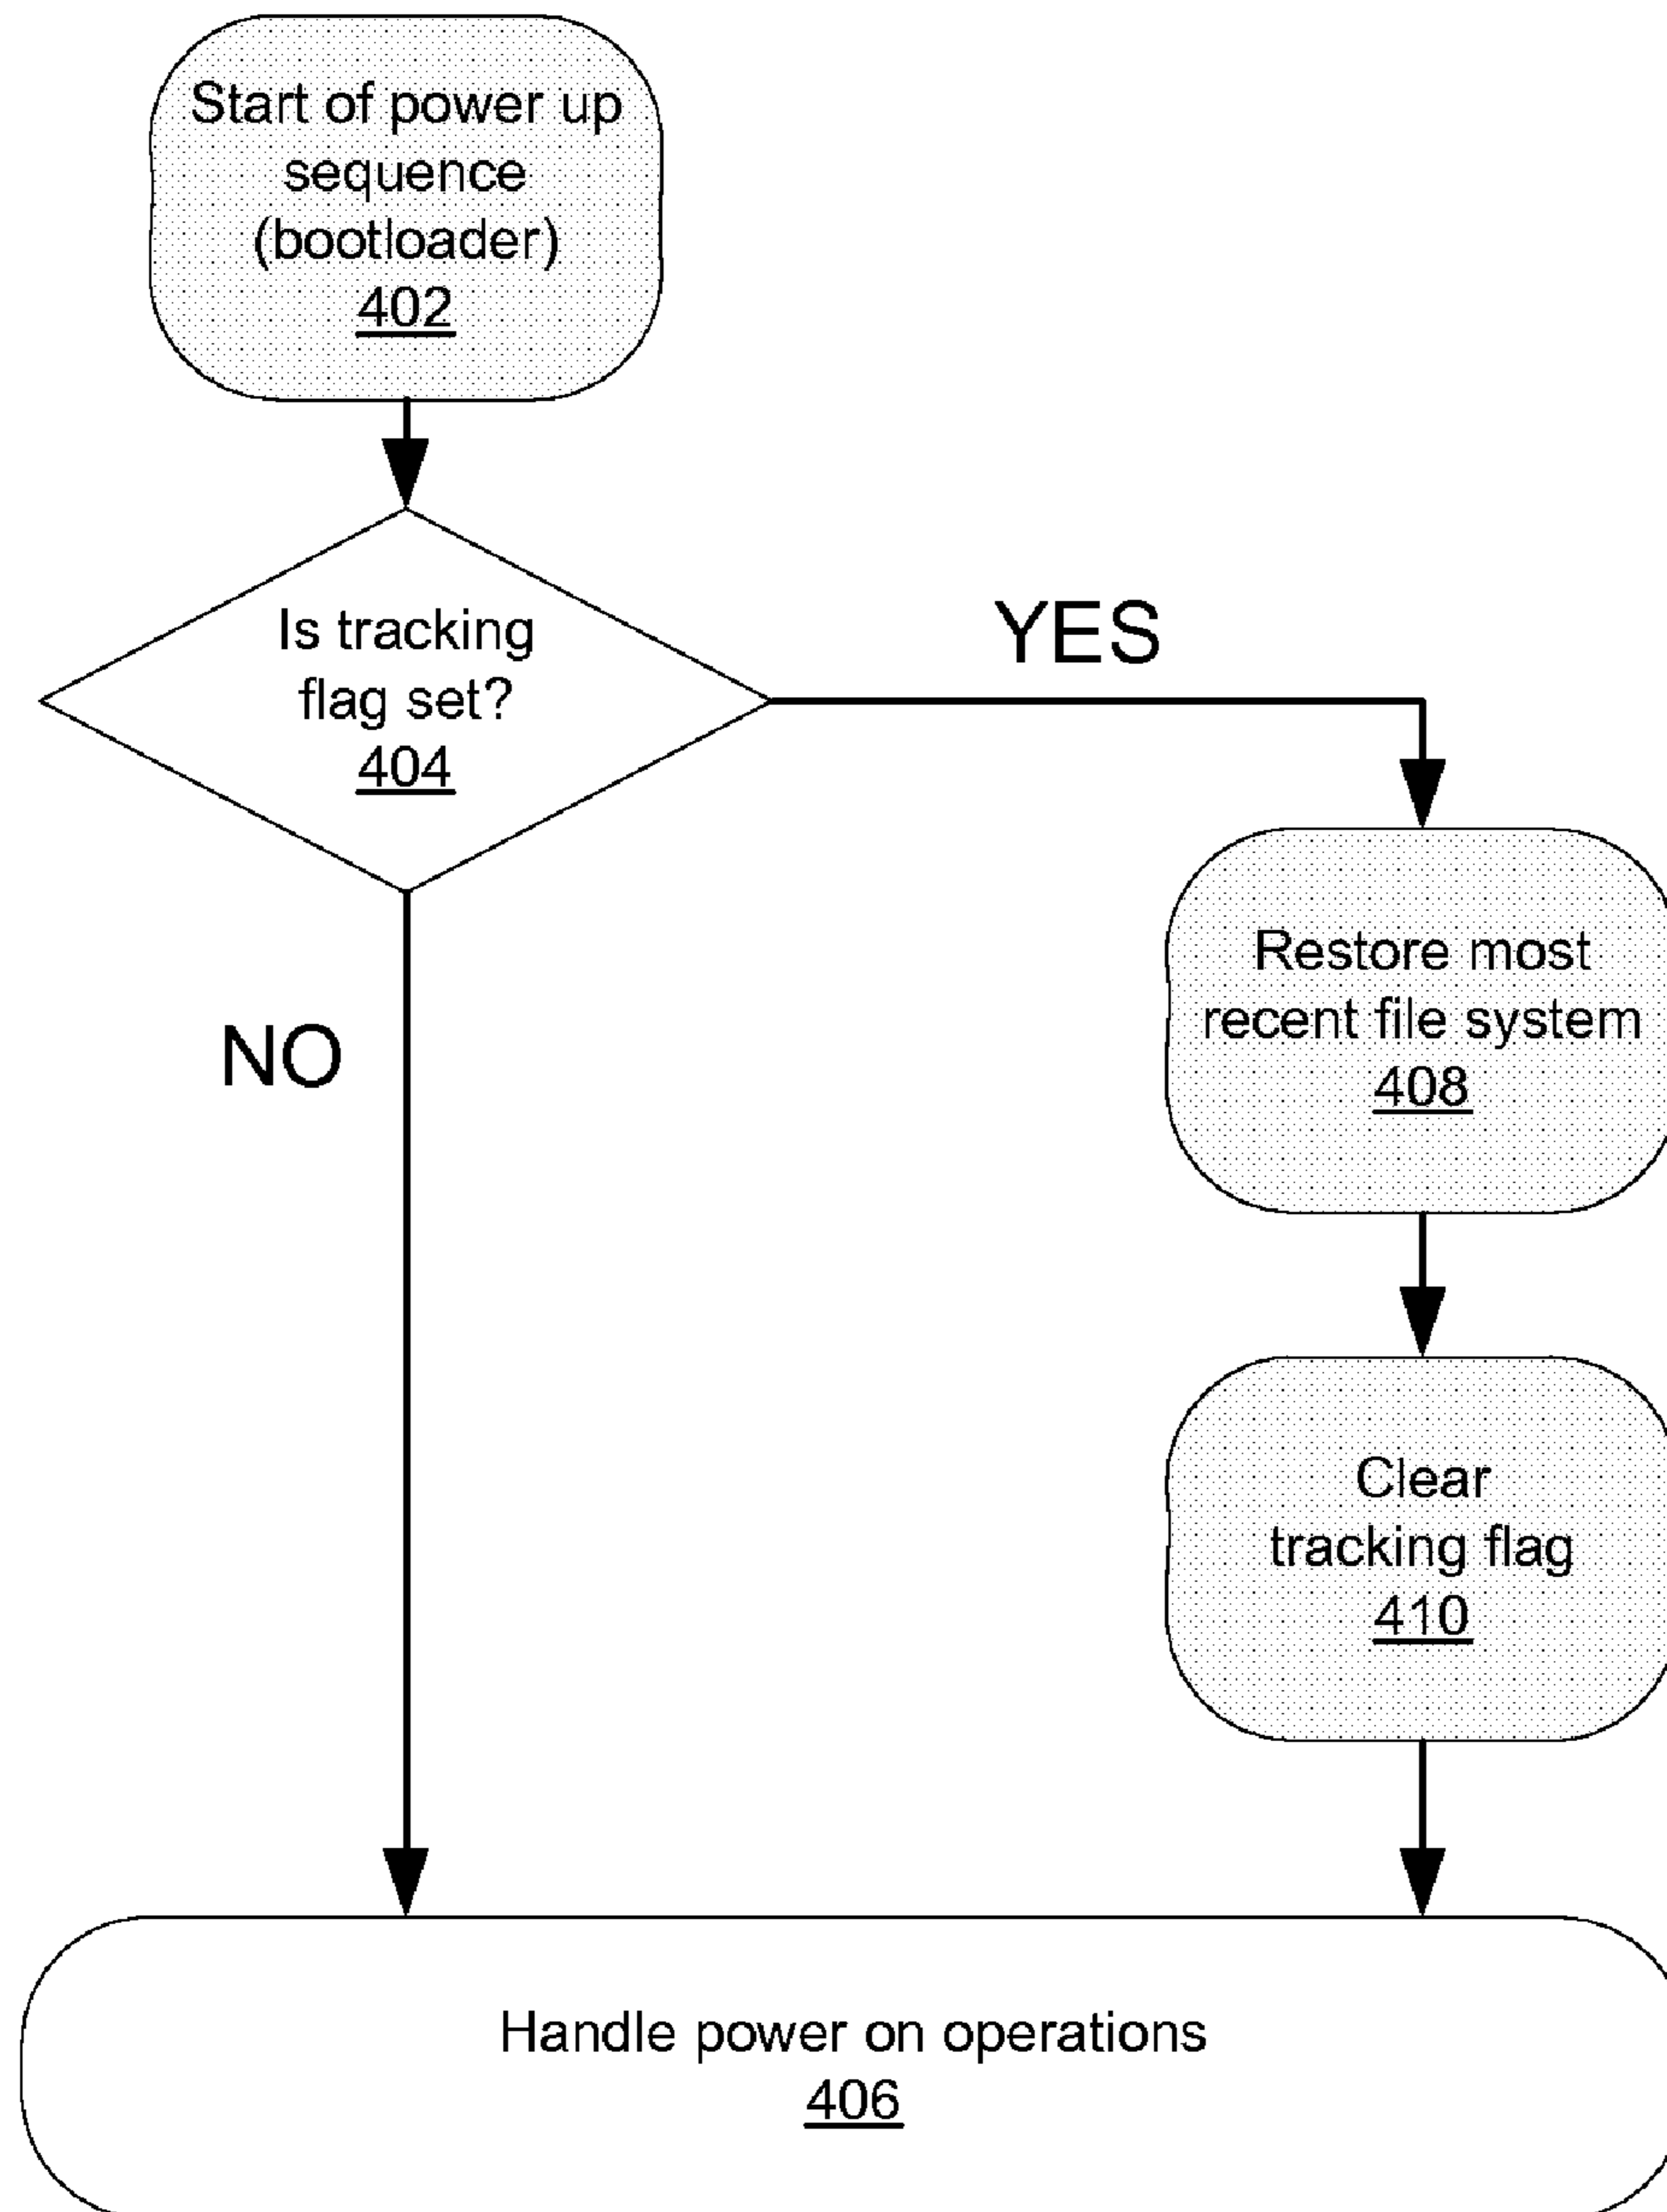 Start of power up
sequence
(bootloader)
402
Is tracking
flag set?
404
YES
NO
Restore most
recent file system
408
Clear
tracking flag
410
Handle power on operations
406